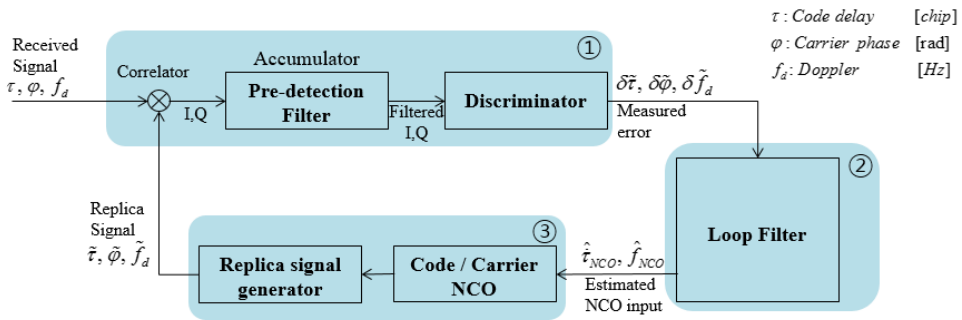 τ : Code delay [chip]
φ : Carrier phase [rad]
f_d : Doppler [Hz]
Received
Signal
τ, φ, f_d
①
Correlator
Accumulator
I,Q
Pre-detection
Filter
Filtered
I,Q
Discriminator
δτ̃, δφ̃, δf̃_d
Measured
error
②
Loop Filter
Replica
Signal
τ̃, φ̃, f̃_d
③
Replica signal
generator
Code / Carrier
NCO
τ̇̂_NCO, f̂_NCO
Estimated
NCO input